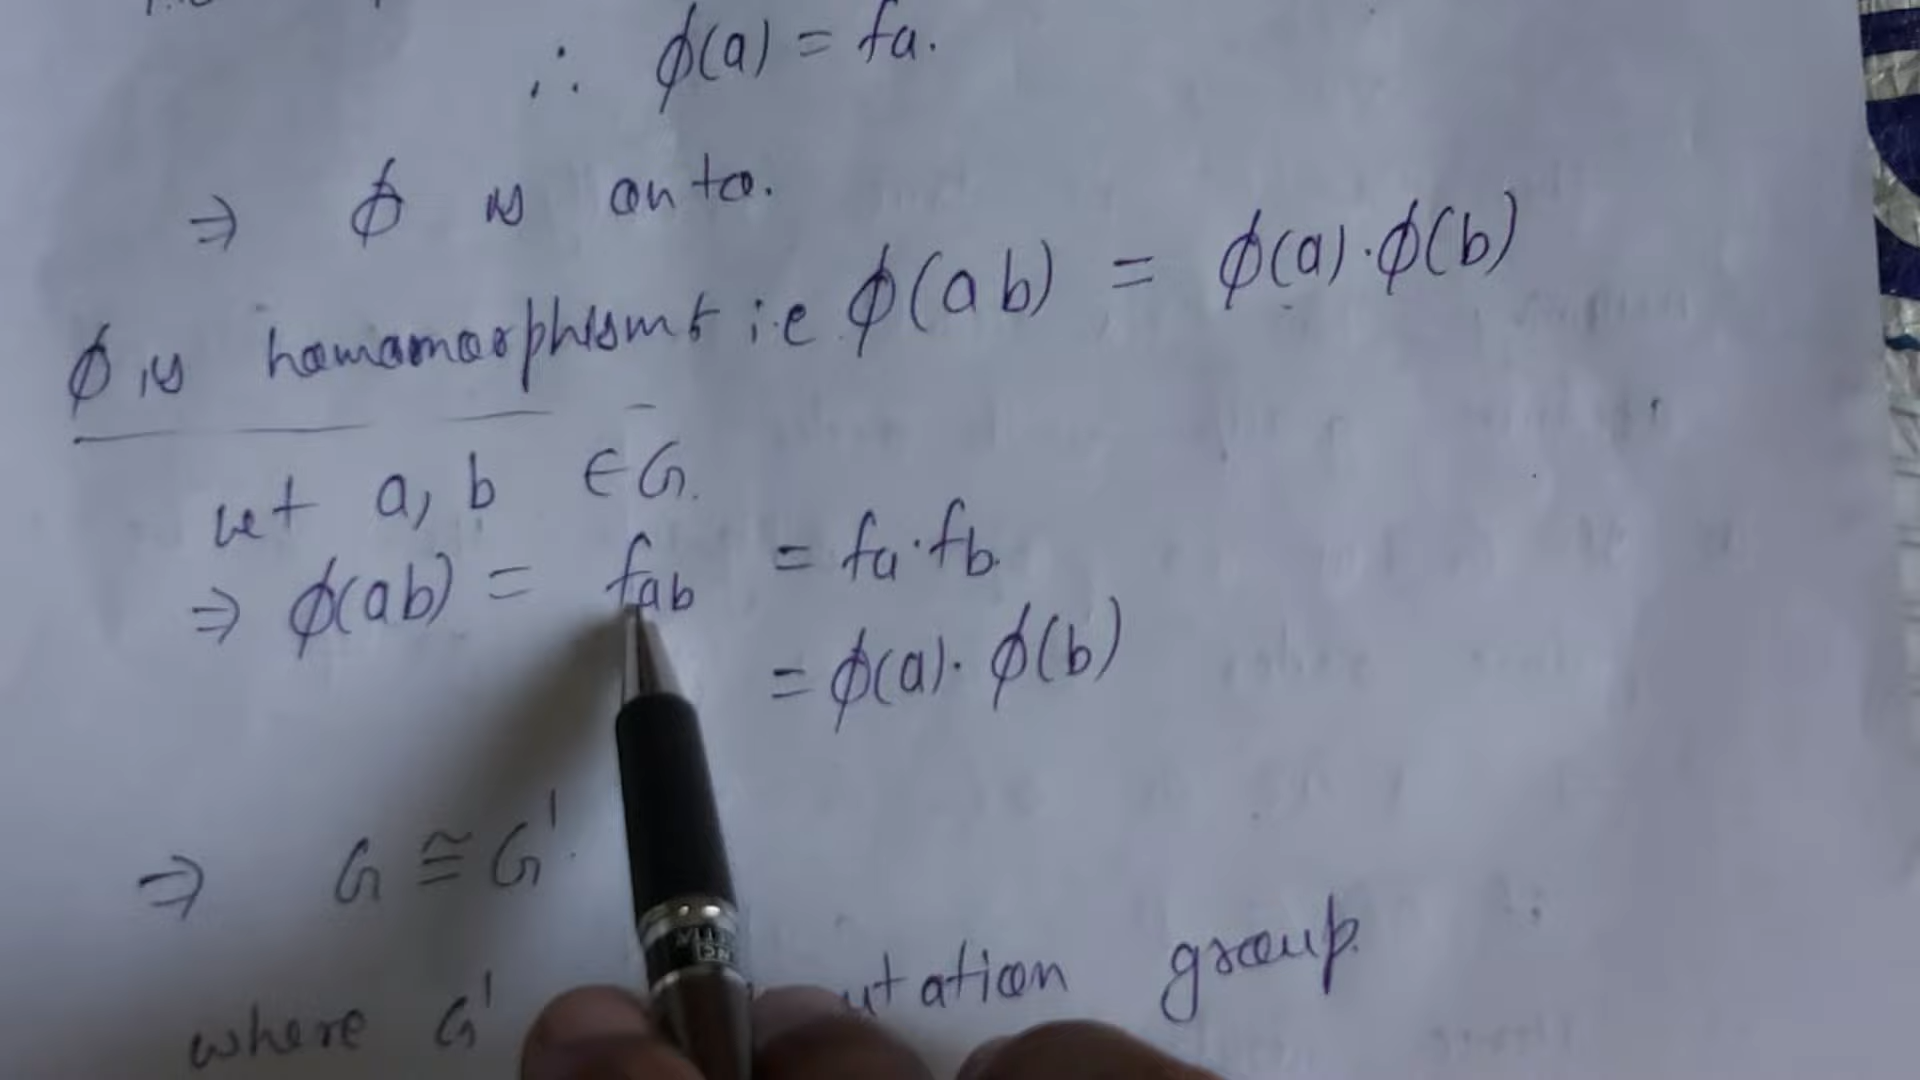 ∴ ϕ(a) = fa.
⇒ ϕ is onto.
ϕ is homomorphism i.e ϕ(ab) = ϕ(a)·ϕ(b)
Let a, b ∈ G.
⇒ ϕ(ab) = fab = fa·fb.
= ϕ(a)· ϕ(b)
⇒ G ≅ G'.
where G' utation group.